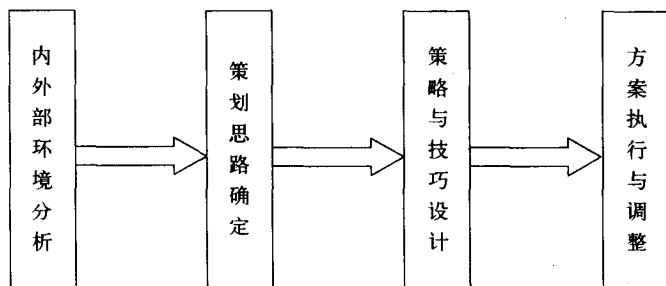 内外部环境分析
策划思路确定
策略与技巧设计
方案执行与调整